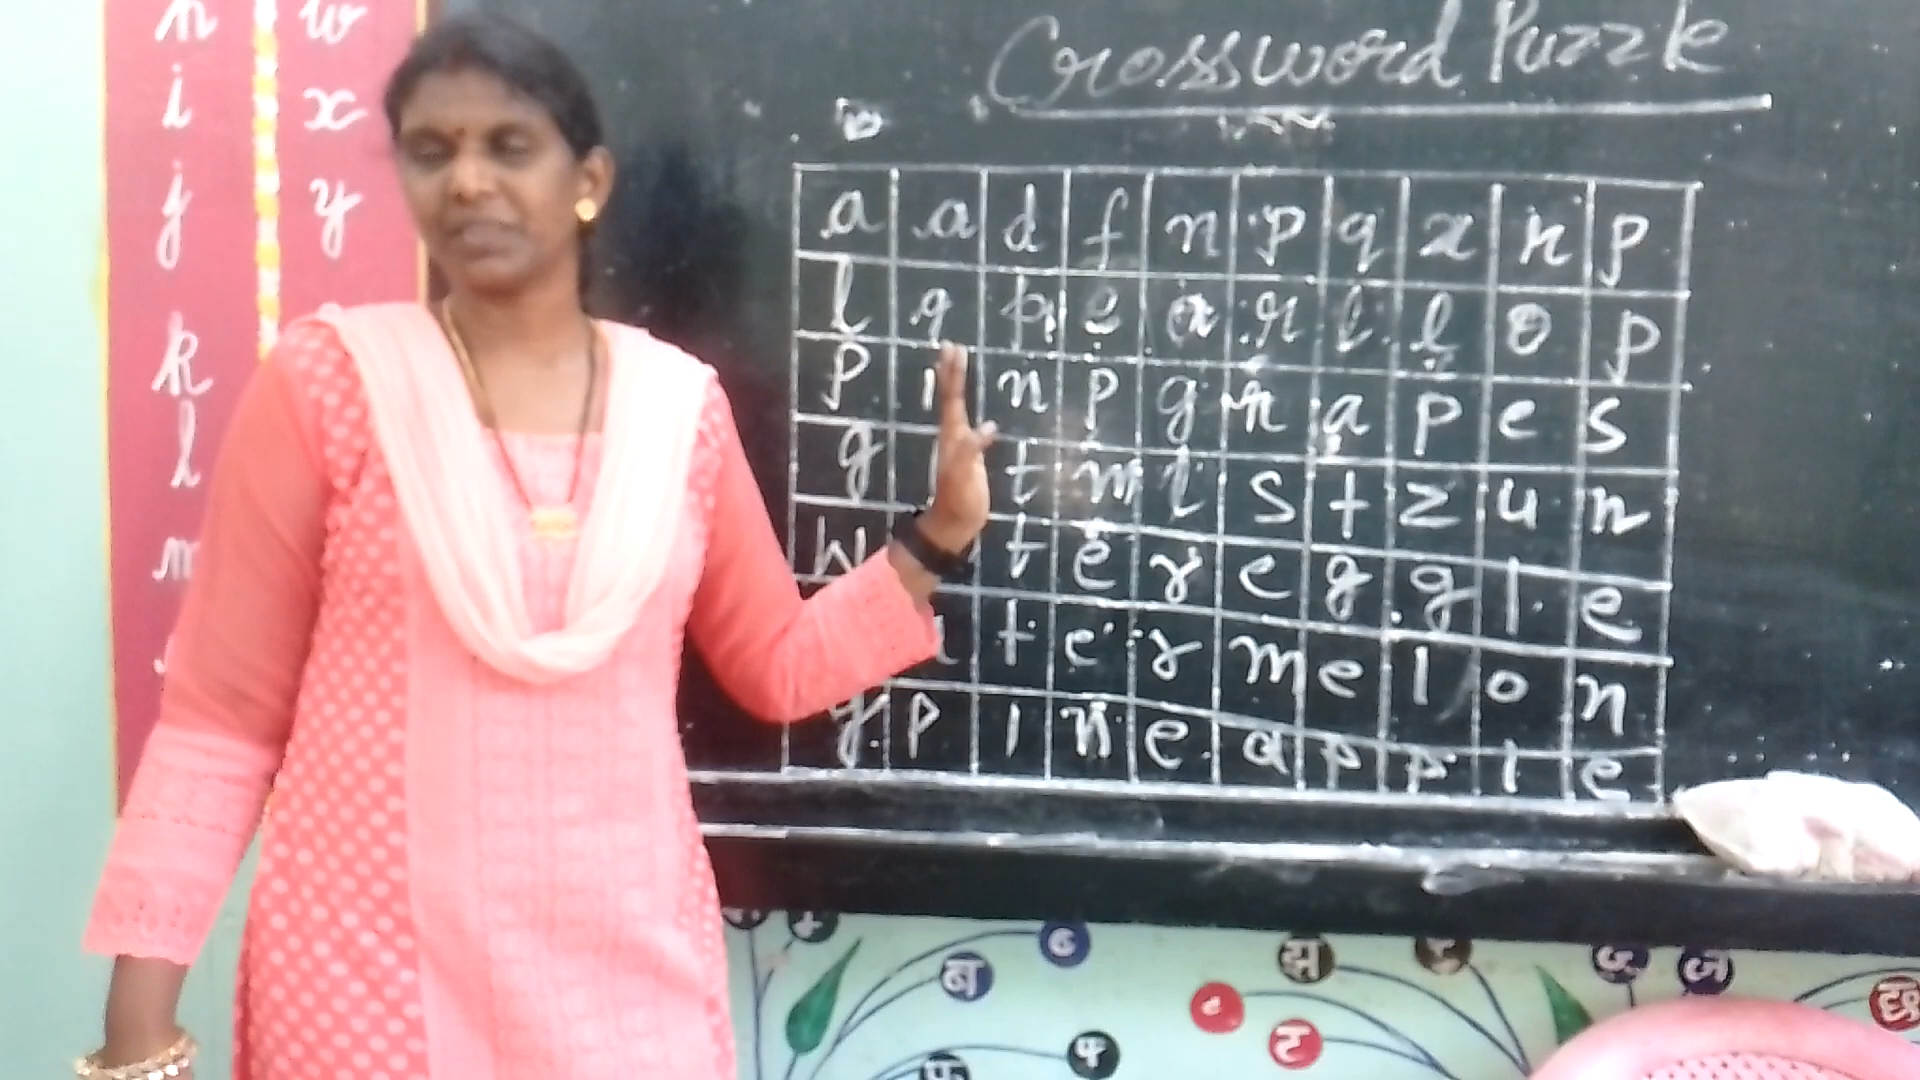 Crossword Puzzle
a a d f n p q x r p
l q p e a r l l o p
p i n p g r a p e s
g t m l s t z u n
w t e r e g g l e
a t e r m e l o n
y p i n e a p p l e
h w
i x
j y
k
l
m
ब
झ
ज
ट
क
छ